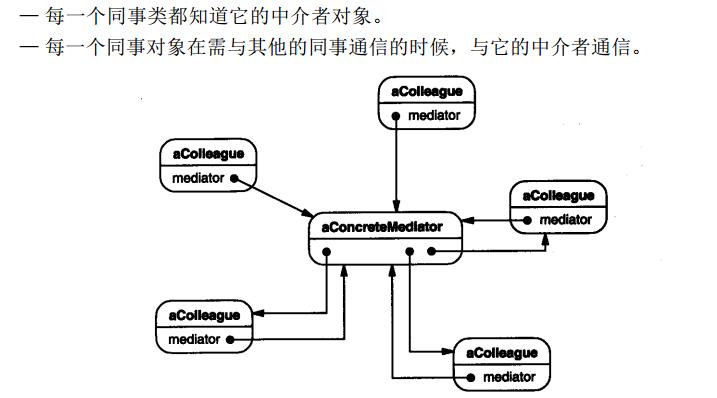 — 每一个同事类都知道它的中介者对象。
— 每一个同事对象在需与其他的同事通信的时候，与它的中介者通信。
aColleague
mediator
aColleague
mediator
aColleague
mediator
aConcreteMediator
aColleague
mediator
aColleague
mediator